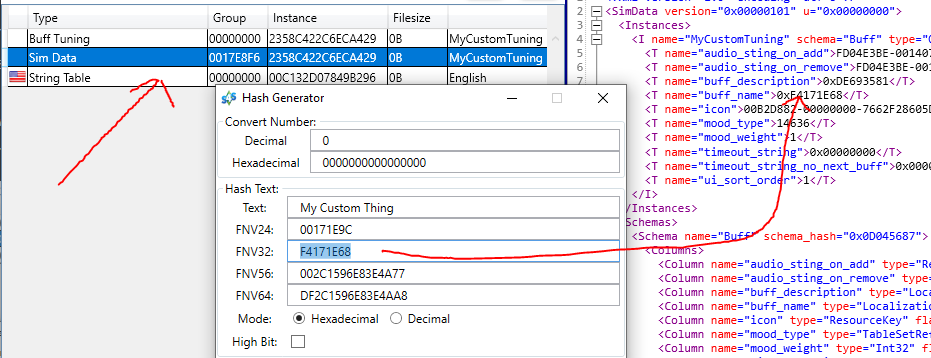 Type Group Instance Filesize
Buff Tuning 00000000 2358C422C6ECA429 0B MyCustomTuning
Sim Data 0017E8F6 2358C422C6ECA429 0B MyCustomTuning
String Table 00000000 00C132D07849B296 0B English
Hash Generator
Convert Number:
Decimal 0
Hexadecimal 0000000000000000
Hash Text:
Text: My Custom Thing
FNV24: 00171E9C
FNV32: F4171E68
FNV56: 002C1596E83E4A77
FNV64: DF2C1596E83E4AA8
Mode: Hexadecimal Decimal
High Bit:
2 <SimData version="0x00000101" u="0x00000000">
3 <Instances>
4 <I name="MyCustomTuning" schema="Buff" type="
5 <T name="audio_sting_on_add">FD04E3BE-00140
6 <T name="audio_sting_on_remove">FD04E3BE-001
7 <T name="buff_description">0xDE693581</T>
<T name="buff_name">0xF4171E68</T>
<T name="icon">00B2D882-00000000-7662F28605
<T name="mood_type">14636</T>
<T name="mood_weight">1</T>
<T name="timeout_string">0x00000000</T>
<T name="timeout_string_no_next_buff">0x0000
<T name="ui_sort_order">1</T>
</I>
/Instances>
Schemas>
<Schema name="Buff" schema_hash="0x0D045687">
<Columns>
<Column name="audio_sting_on_add" type="Re
<Column name="audio_sting_on_remove" type=
<Column name="buff_description" type="Loca
<Column name="buff_name" type="Localizatio
<Column name="icon" type="ResourceKey" fla
<Column name="mood_type" type="TableSetRe
<Column name="mood_weight" type="Int32" fl